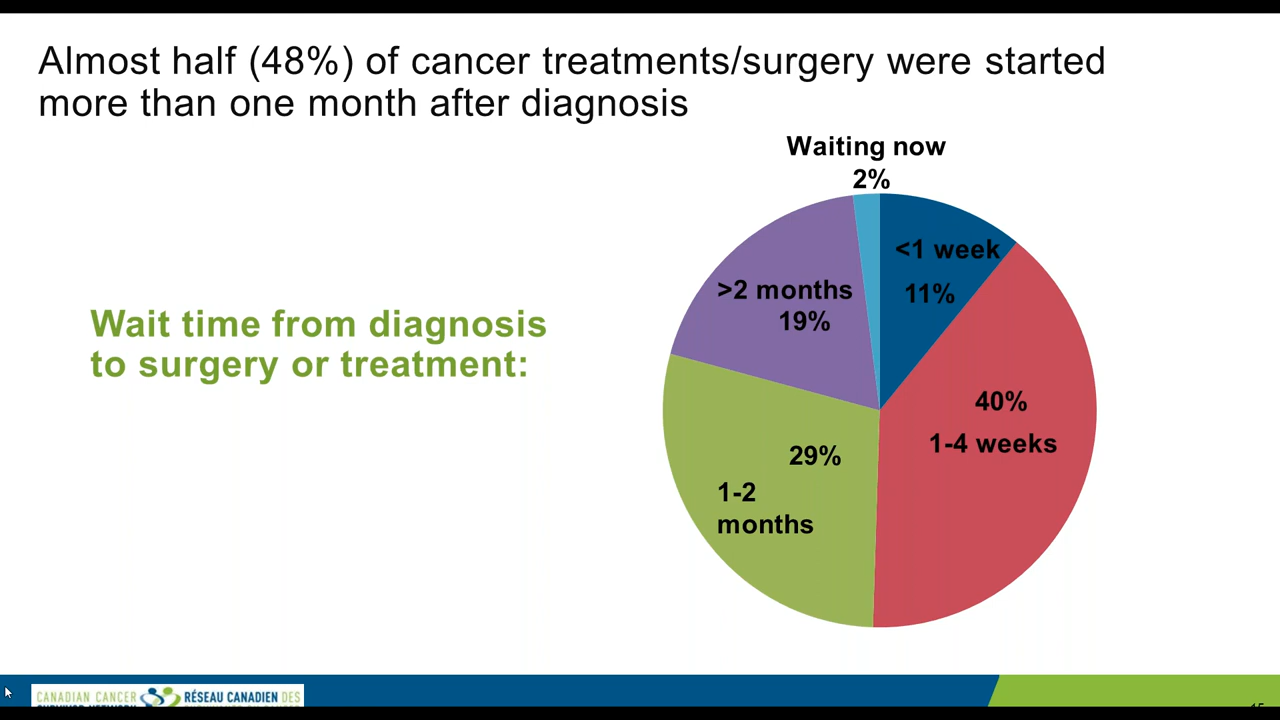 Almost half (48%) of cancer treatments/surgery were started
more than one month after diagnosis
Waiting now
2%
<1 week
11%
>2 months
19%
Wait time from diagnosis
to surgery or treatment:
40%
1-4 weeks
29%
1-2
months
CANADIAN CANCER
RÉSEAU CANADIEN DES